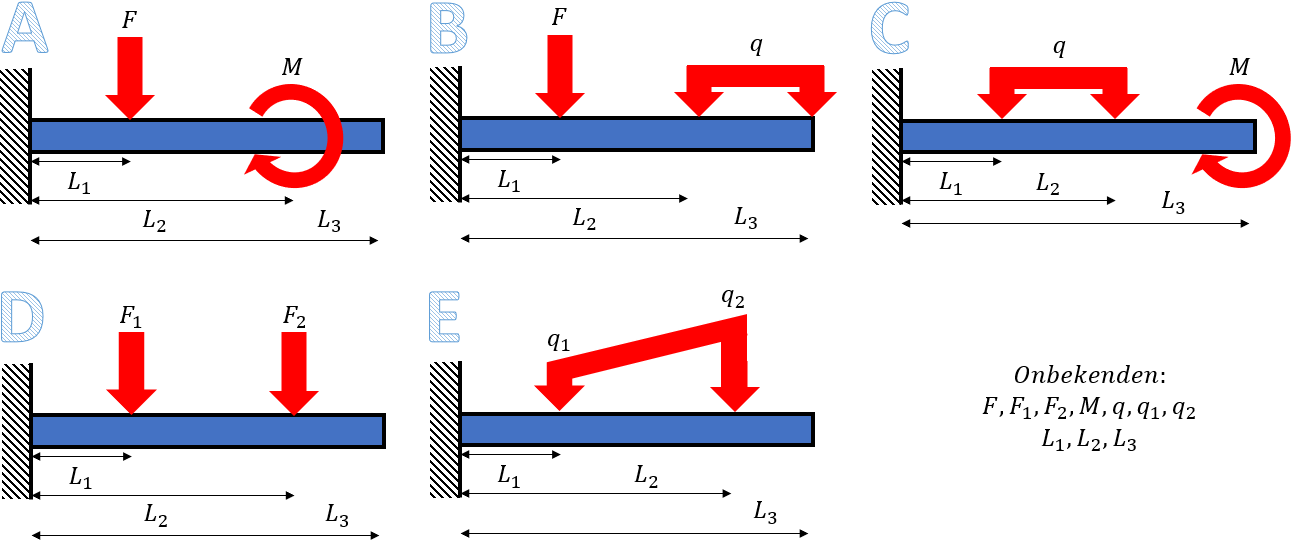 A
F
M
L₁
L₂
L₃
B
F
q
L₁
L₂
L₃
C
q
M
L₁
L₂
L₃
D
F₁
F₂
L₁
L₂
L₃
E
q₁
q₂
L₁
L₂
L₃
Onbekenden:
F, F₁, F₂, M, q, q₁, q₂
L₁, L₂, L₃